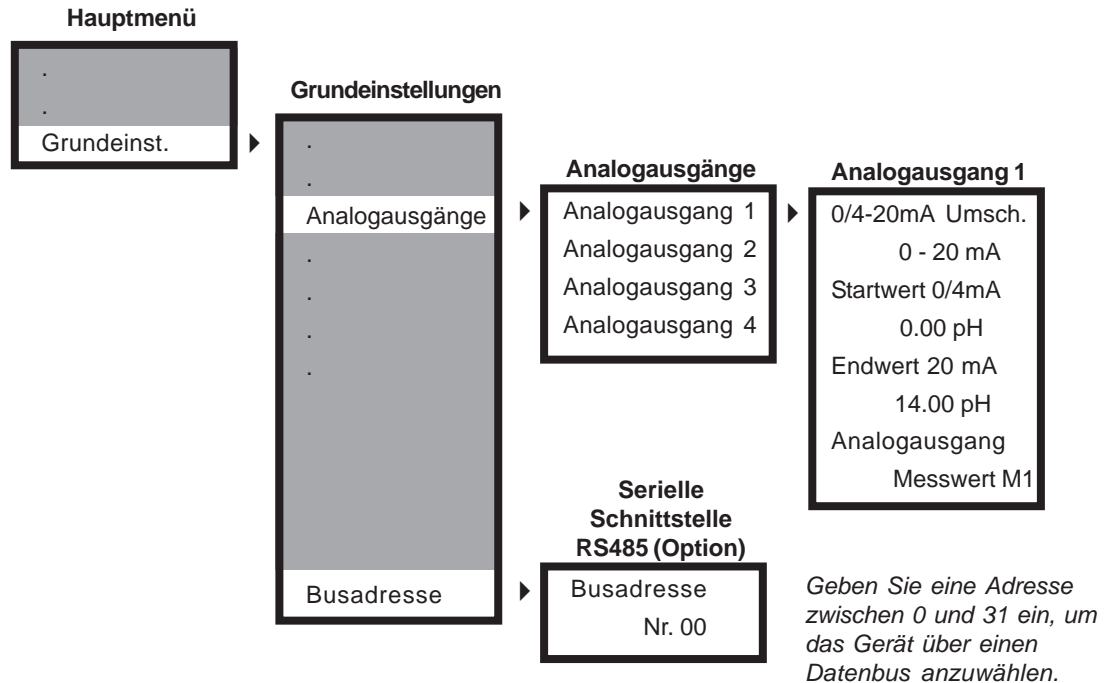 Hauptmenü
.
.
Grundeinst.
Grundeinstellungen
.
.
Analogausgänge
.
.
.
.
Busadresse
Analogausgänge
Analogausgang 1
Analogausgang 2
Analogausgang 3
Analogausgang 4
Analogausgang 1
0/4-20mA Umsch.
0 - 20 mA
Startwert 0/4mA
0.00 pH
Endwert 20 mA
14.00 pH
Analogausgang
Messwert M1
Serielle
Schnittstelle
RS485 (Option)
Busadresse
Nr. 00
Geben Sie eine Adresse
zwischen 0 und 31 ein, um
das Gerät über einen
Datenbus anzuwählen.